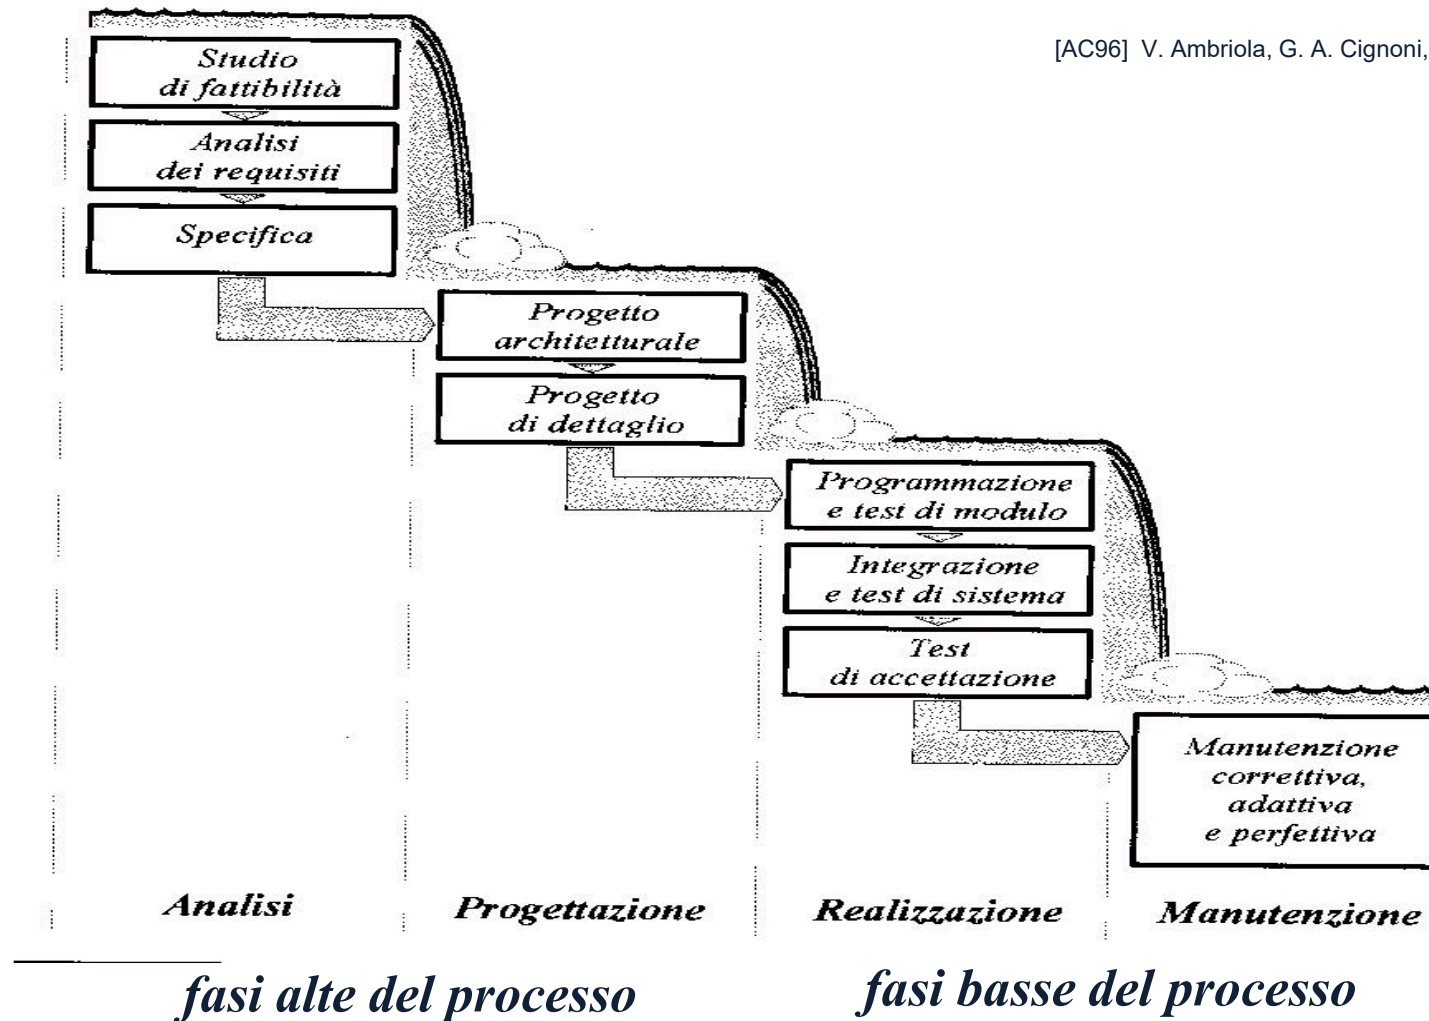 [AC96] V. Ambriola, G. A. Cignoni,
Studio
di fattibilità
Analisi
dei requisiti
Specifica
Progetto
architetturale
Progetto
di dettaglio
Programmazione
e test di modulo
Integrazione
e test di sistema
Test
di accettazione
Manutenzione
correttiva,
adattiva
e perfettiva
Analisi
Progettazione
Realizzazione
Manutenzione
fasi alte del processo
fasi basse del processo